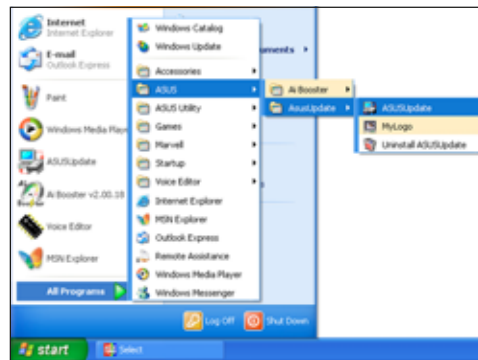 Internet
Internet Explorer
E-mail
Outlook Express
Paint
Windows Media Play
ASUSUpdate
Ai Booster v2.00.18
Voice Editor
MSN Explorer
All Programs
Windows Catalog
Windows Update
Accessories
ASUS
ASUS Utility
Games
Marvell
Startup
Voice Editor
Internet Explorer
MSN Explorer
Outlook Express
Remote Assistance
Windows Media Player
Windows Messenger
uments
Ai Booster
AsusUpdate
ASUSUpdate
MyLogo
Uninstall ASUSUpdate
Log Off
Shut Down
start
Select